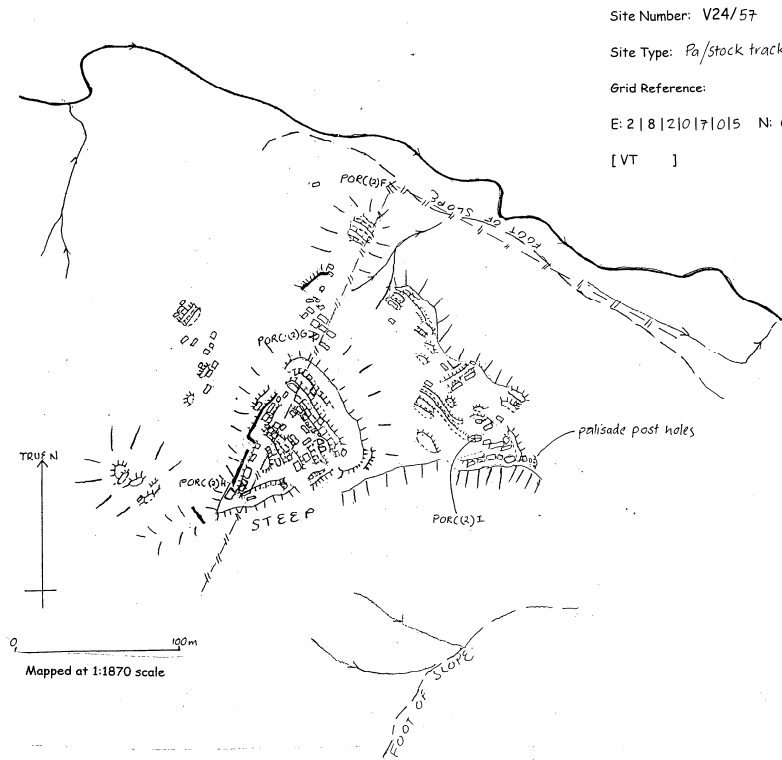 Site Number: V24/57
Site Type: Pa/stock track
Grid Reference:
E: 2|8|2|0|7|0|5 N:
[ VT ]
PORC(2)F
FOOT OF SLOPE
PORC(2)G
palisade post holes
TRUE N
PORC(2)H
STEEP
PORC(2)I
0 100m
Mapped at 1:1870 scale
FOOT OF SLOPE